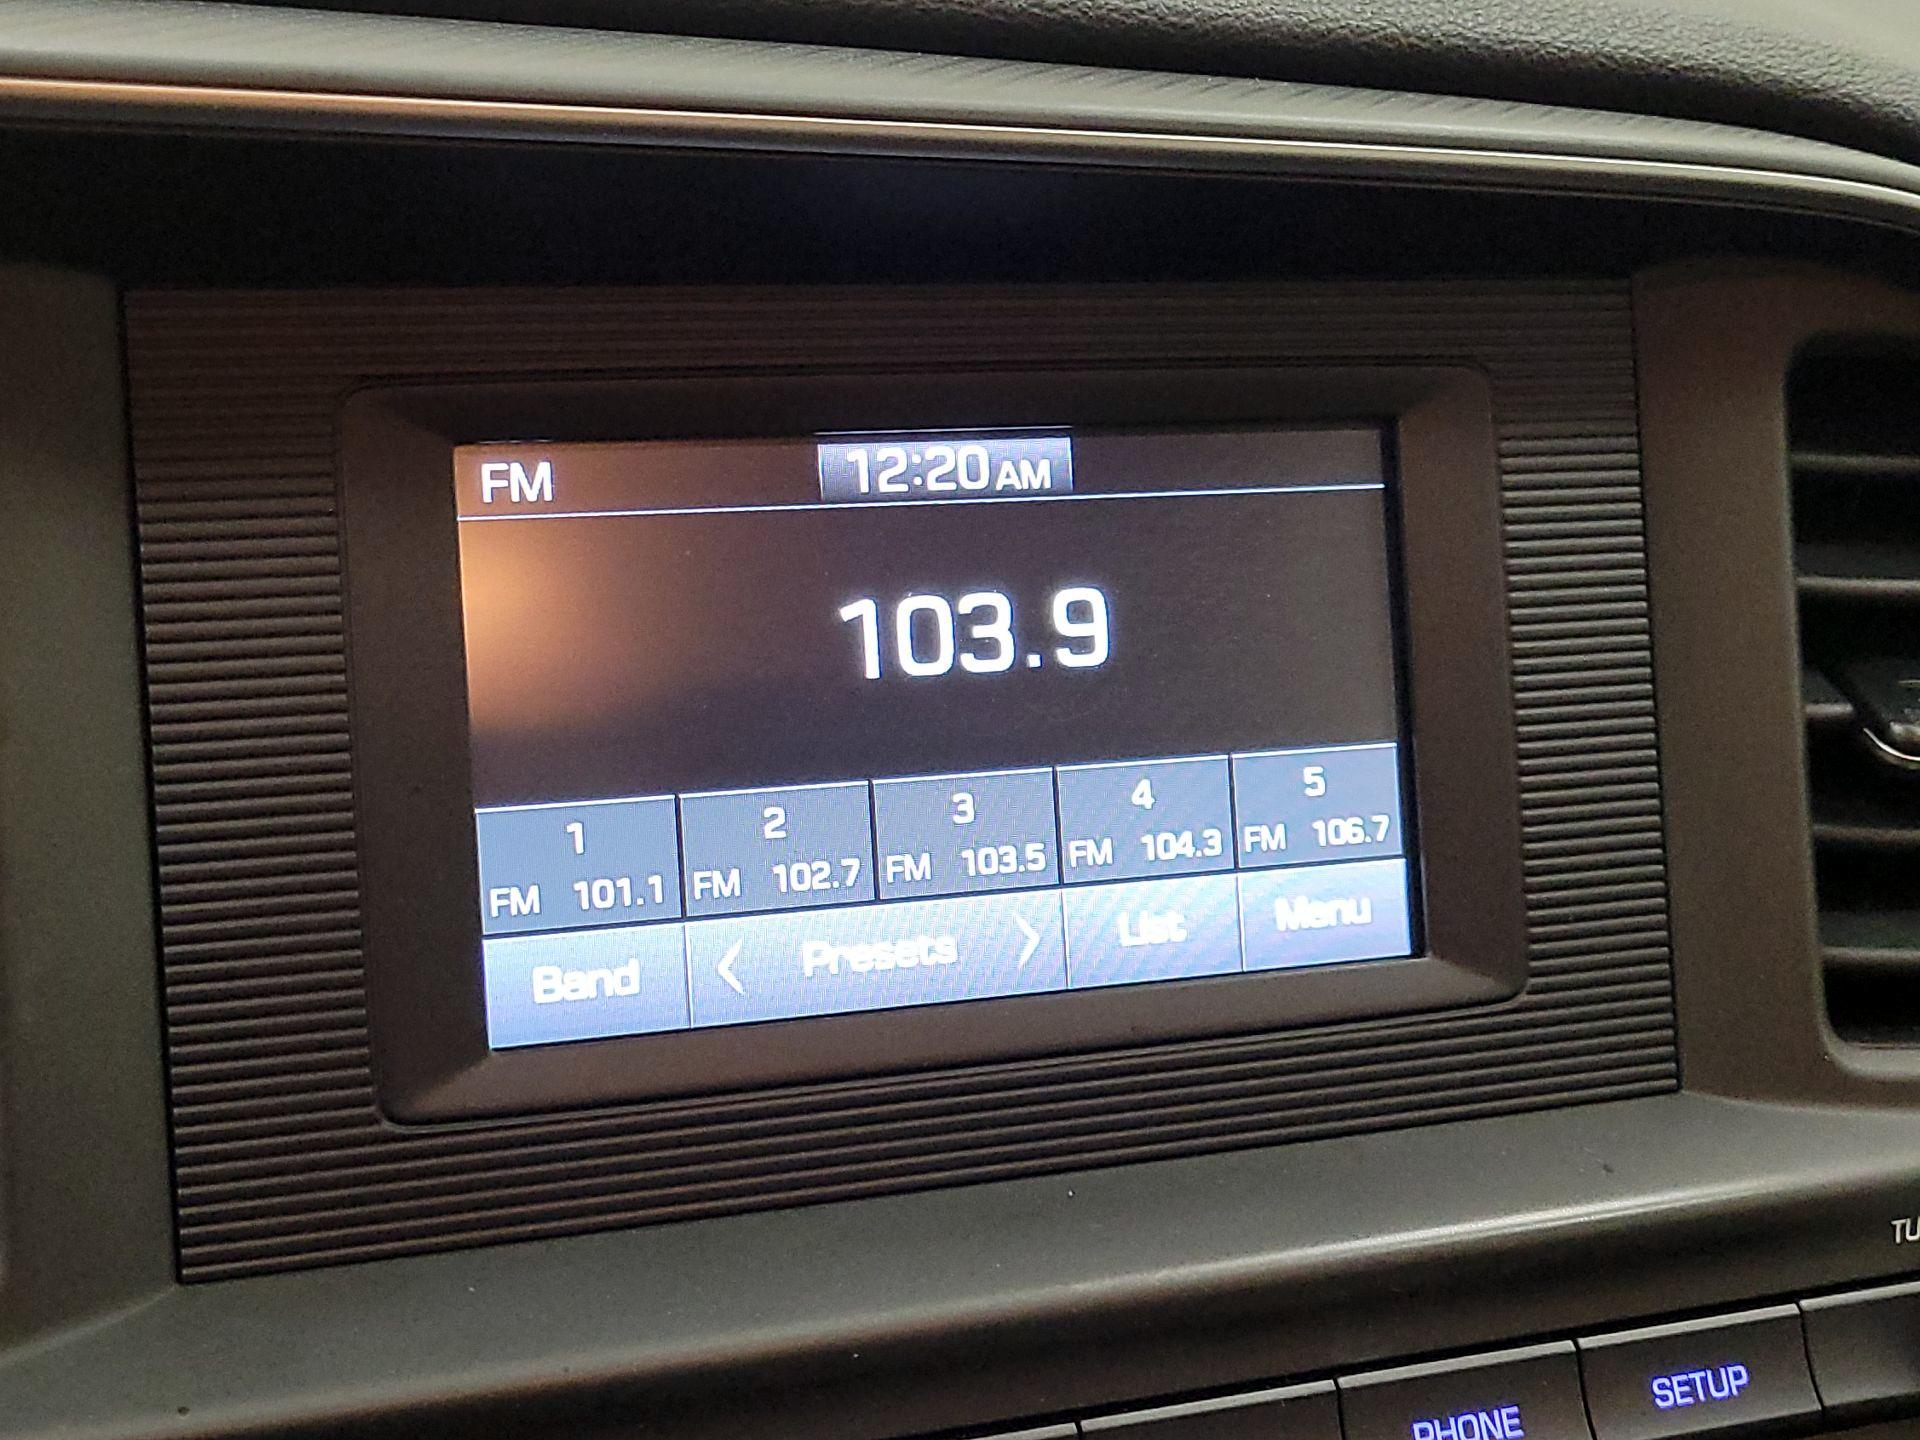 FM 12:20 AM
103.9
1 2 3 4 5
FM 101.1 FM 102.7 FM 103.5 FM 104.3 FM 106.7
Band < Presets > List Menu
PHONE SETUP